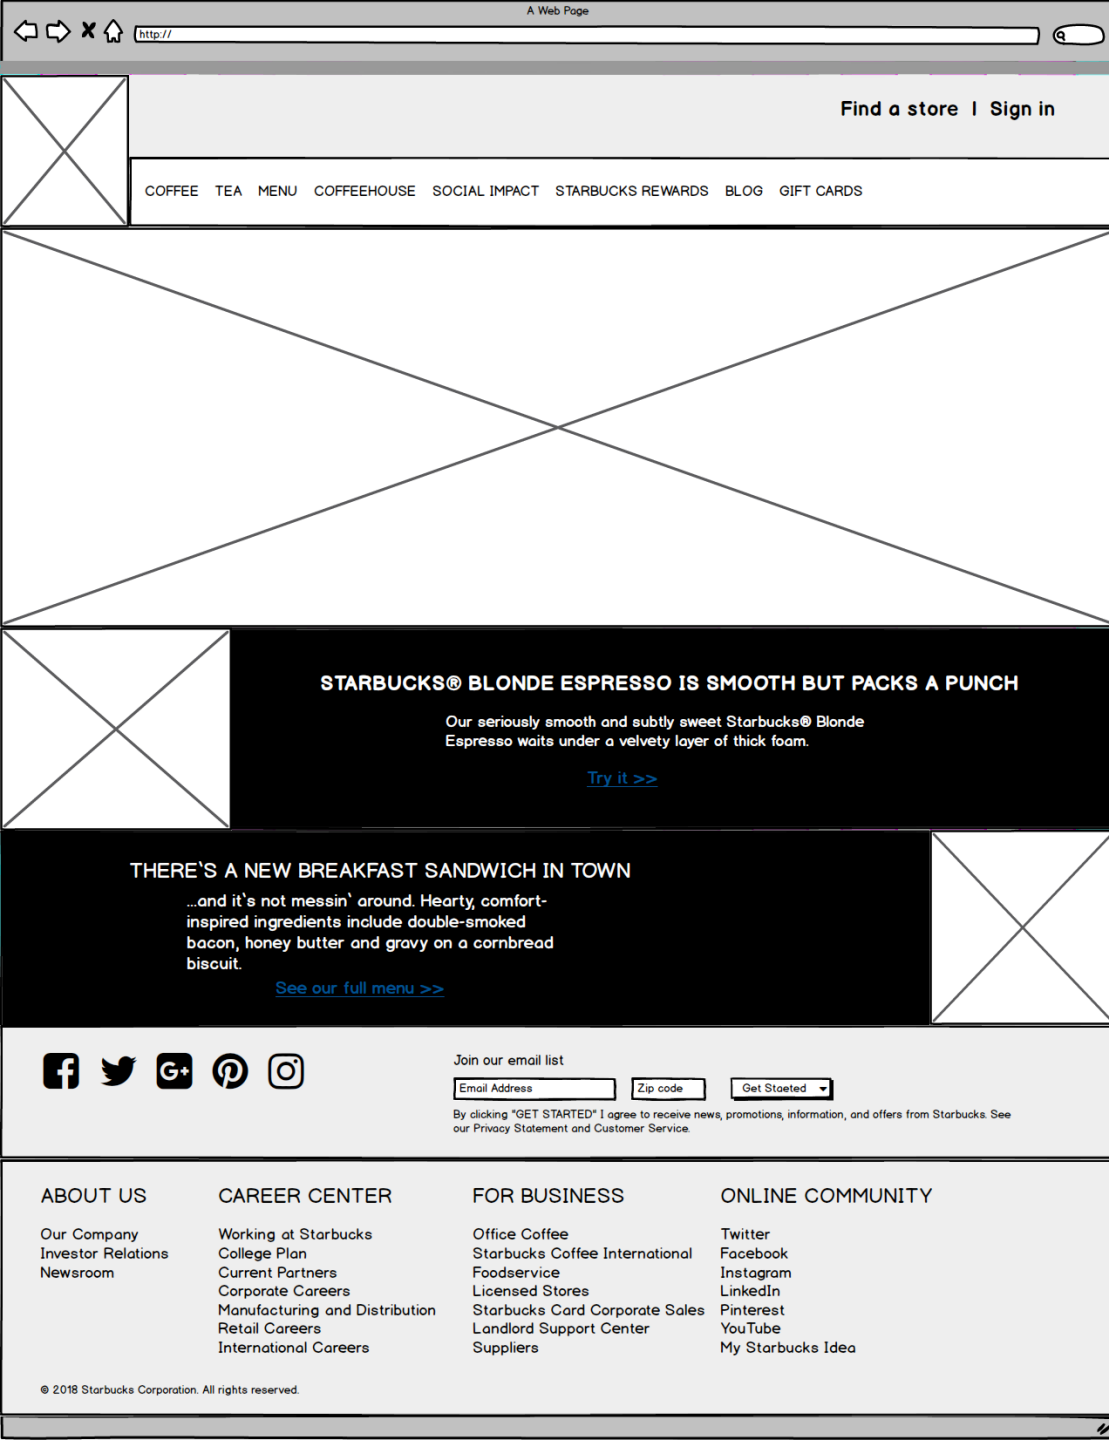 A Web Page
http://
Find a store | Sign in
COFFEE TEA MENU COFFEEHOUSE SOCIAL IMPACT STARBUCKS REWARDS BLOG GIFT CARDS
STARBUCKS® BLONDE ESPRESSO IS SMOOTH BUT PACKS A PUNCH
Our seriously smooth and subtly sweet Starbucks® Blonde
Espresso waits under a velvety layer of thick foam.
Try it >>
THERE`S A NEW BREAKFAST SANDWICH IN TOWN
...and it`s not messin` around. Hearty, comfort-
inspired ingredients include double-smoked
bacon, honey butter and gravy on a cornbread
biscuit.
See our full menu >>
Join our email list
Email Address
Zip code
Get Staeted
By clicking "GET STARTED" I agree to receive news, promotions, information, and offers from Starbucks. See
our Privacy Statement and Customer Service.
ABOUT US
Our Company
Investor Relations
Newsroom
CAREER CENTER
Working at Starbucks
College Plan
Current Partners
Corporate Careers
Manufacturing and Distribution
Retail Careers
International Careers
FOR BUSINESS
Office Coffee
Starbucks Coffee International
Foodservice
Licensed Stores
Starbucks Card Corporate Sales
Landlord Support Center
Suppliers
ONLINE COMMUNITY
Twitter
Facebook
Instagram
LinkedIn
Pinterest
YouTube
My Starbucks Idea
© 2018 Starbucks Corporation. All rights reserved.